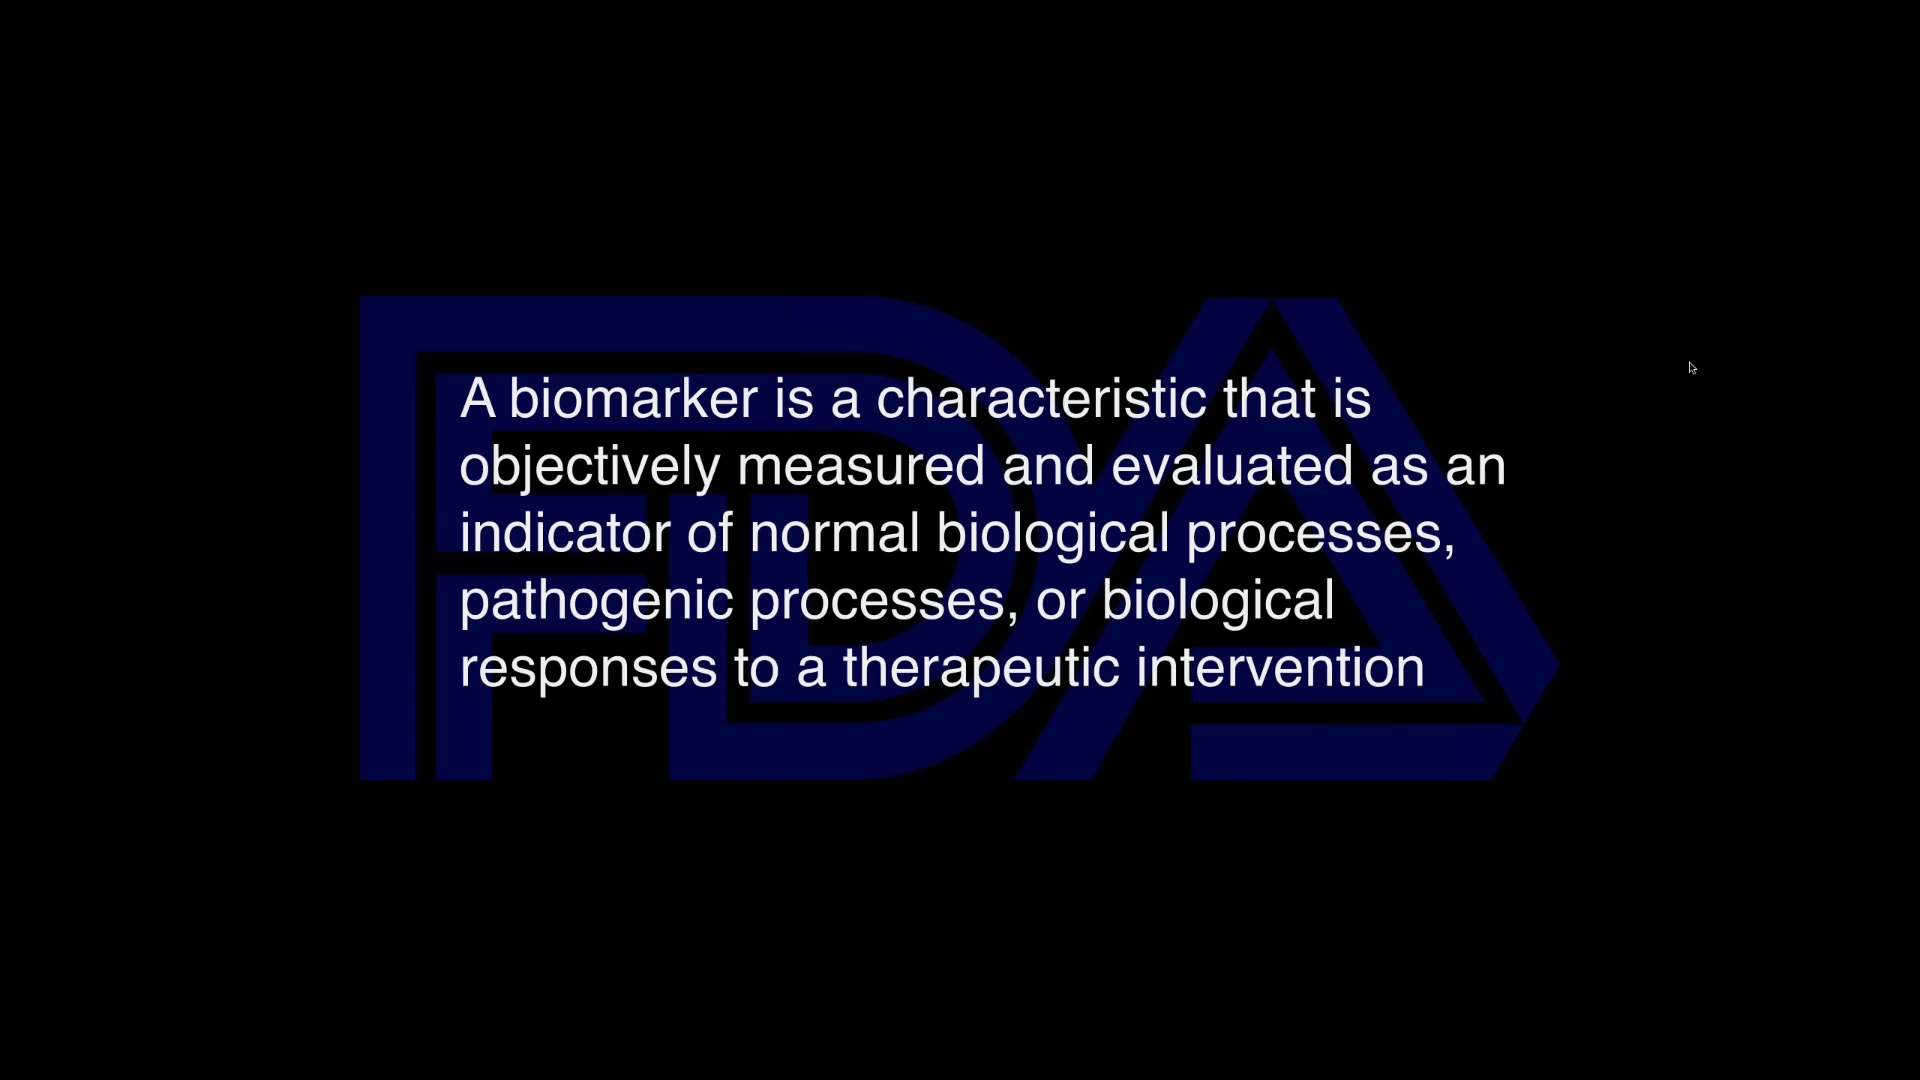 A biomarker is a characteristic that is
objectively measured and evaluated as an
indicator of normal biological processes,
pathogenic processes, or biological
responses to a therapeutic intervention
FDA